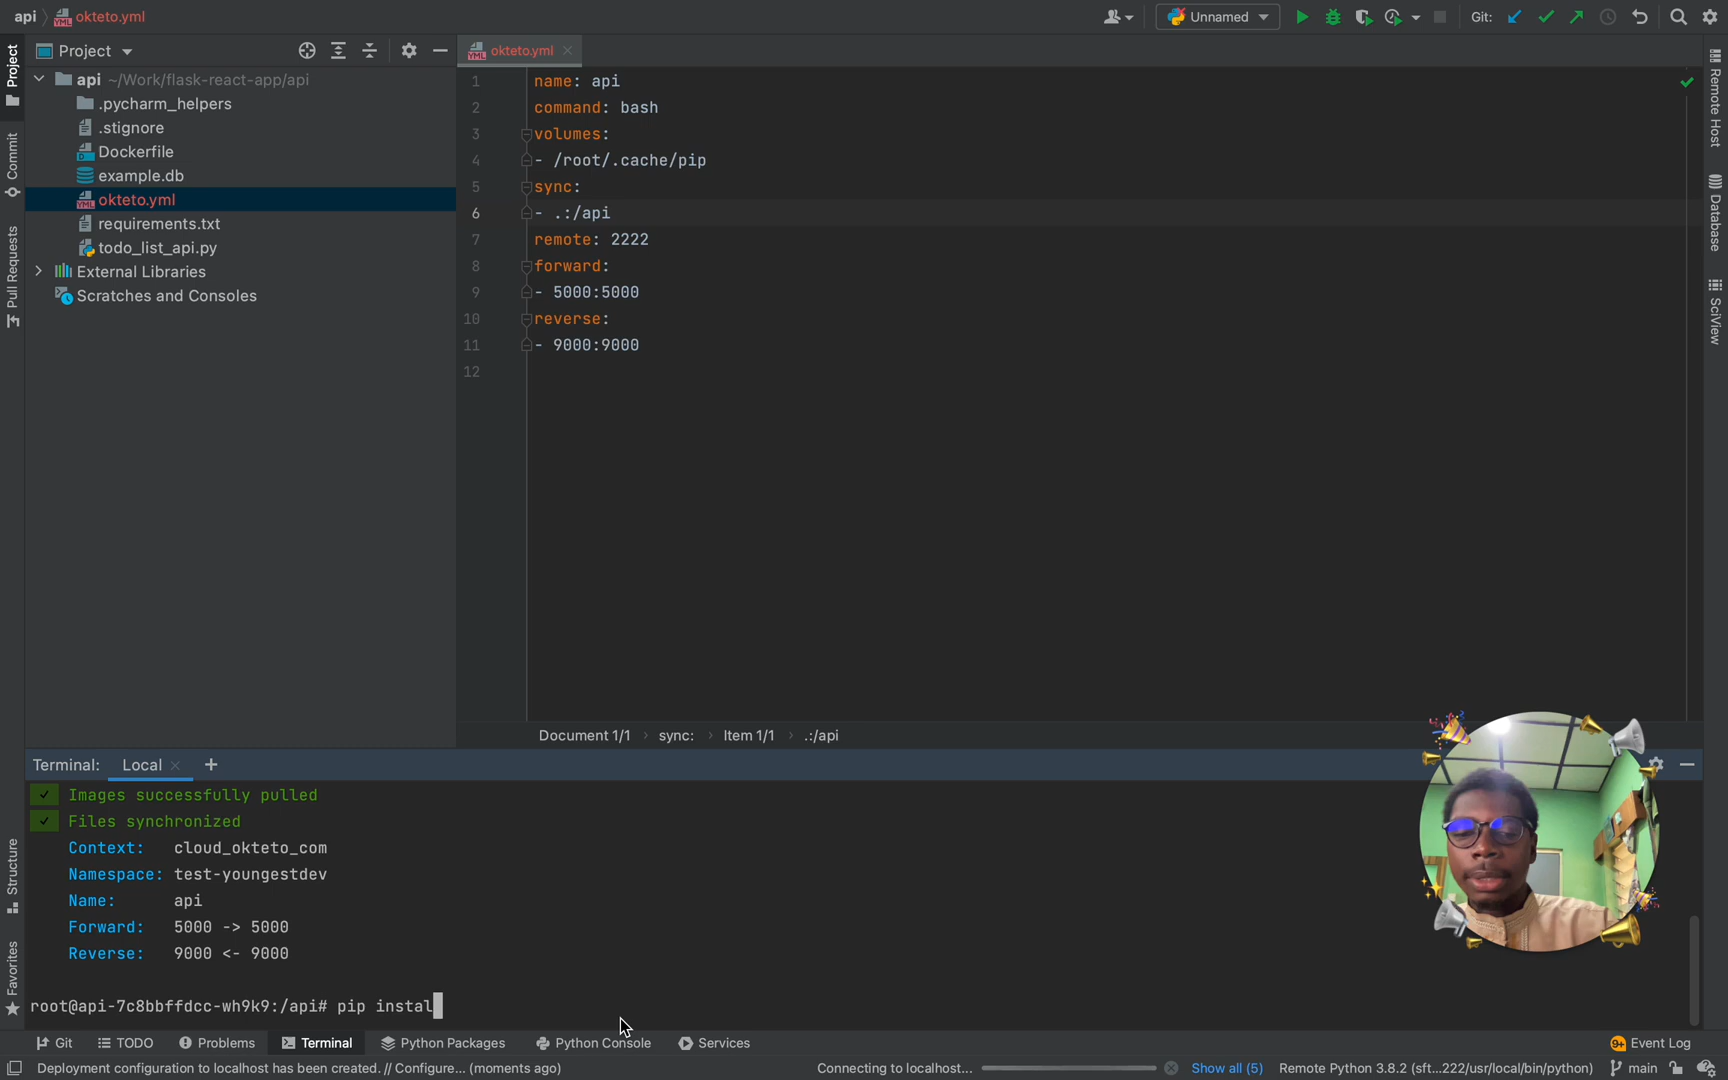 api okteto.yml
Unnamed Git:
Project
okteto.yml
api ~/Work/flask-react-app/api
.pycharm_helpers
.stignore
Dockerfile
example.db
okteto.yml
requirements.txt
todo_list_api.py
External Libraries
Scratches and Consoles
Project
Commit
Pull Requests
Structure
Favorites
1 name: api
2 command: bash
3 volumes:
4 - /root/.cache/pip
5 sync:
6 - .:/api
7 remote: 2222
8 forward:
9 - 5000:5000
10 reverse:
11 - 9000:9000
12
Remote Host
Database
SciView
Document 1/1 › sync: › Item 1/1 › .:/api
Terminal: Local × +
✓ Images successfully pulled
✓ Files synchronized
Context: cloud_okteto_com
Namespace: test-youngestdev
Name: api
Forward: 5000 -> 5000
Reverse: 9000 <- 9000
root@api-7c8bbffdcc-wh9k9:/api# pip instal
Git TODO Problems Terminal Python Packages Python Console Services 9+ Event Log
Deployment configuration to localhost has been created. // Configure... (moments ago) Connecting to localhost... Show all (5) Remote Python 3.8.2 (sft...222/usr/local/bin/python) main